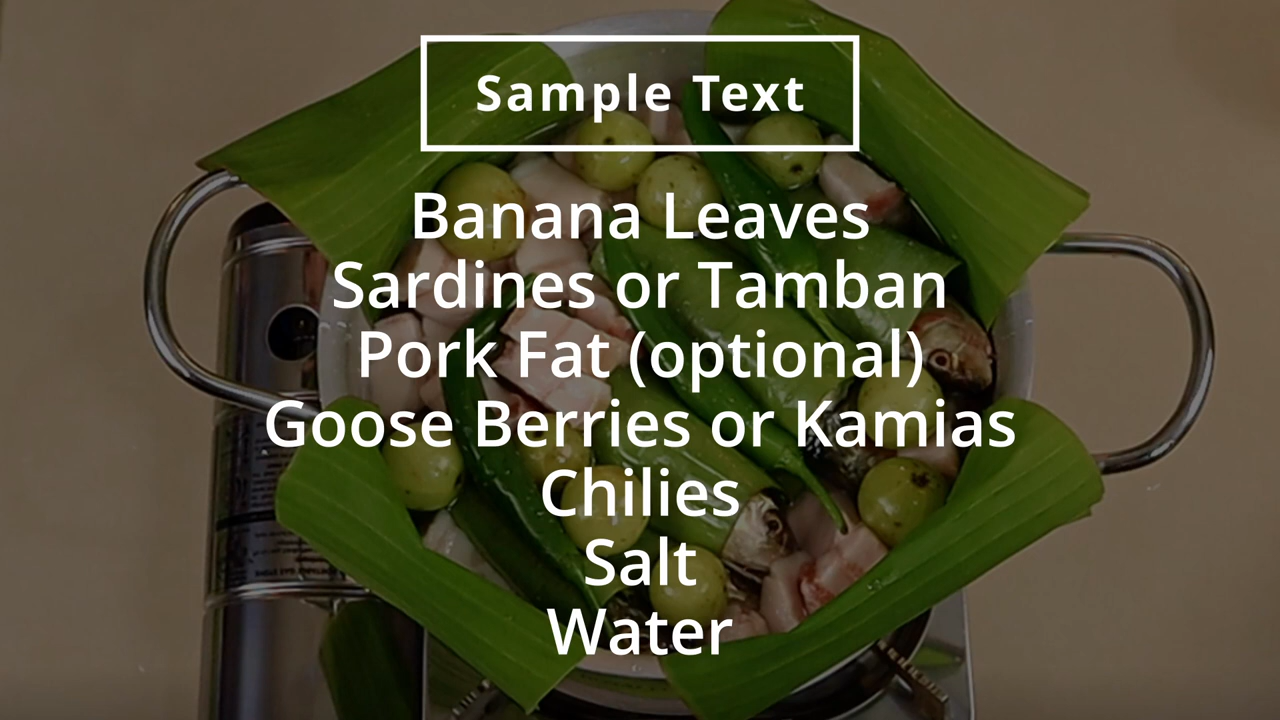 Sample Text
Banana Leaves
Sardines or Tamban
Pork Fat (optional)
Goose Berries or Kamias
Chilies
Salt
Water